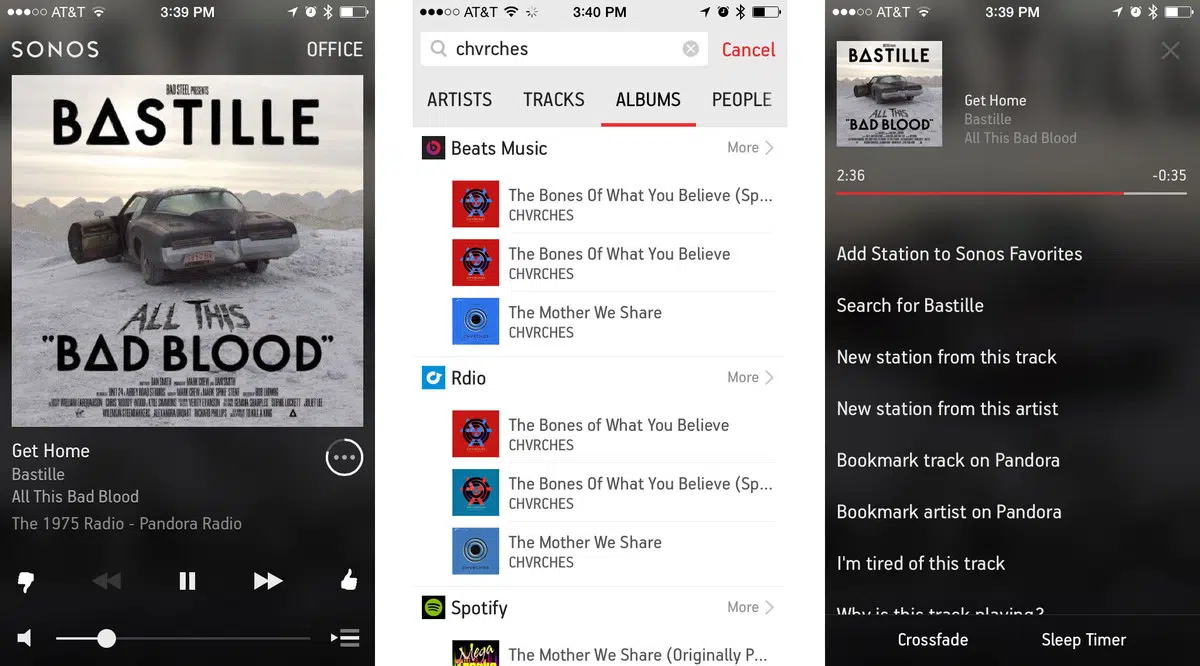 AT&T 3:39 PM
SONOS
OFFICE
BAD STEEL PRESENTS
BASTILLE
ALL THIS
"BAD BLOOD"
Get Home
Bastille
All This Bad Blood
The 1975 Radio - Pandora Radio
AT&T 3:40 PM
chvrches
Cancel
ARTISTS TRACKS ALBUMS PEOPLE
Beats Music More
The Bones Of What You Believe (Sp...
CHVRCHES
The Bones Of What You Believe
CHVRCHES
The Mother We Share
CHVRCHES
Rdio More
The Bones of What You Believe
CHVRCHES
The Bones Of What You Believe (Sp...
CHVRCHES
The Mother We Share
CHVRCHES
Spotify More
Mega
The Mother We Share (Originally P...
AT&T 3:39 PM
BASTILLE
ALL THIS
"BAD BLOOD"
Get Home
Bastille
All This Bad Blood
2:36 -0:35
Add Station to Sonos Favorites
Search for Bastille
New station from this track
New station from this artist
Bookmark track on Pandora
Bookmark artist on Pandora
I'm tired of this track
Why is this track playing?
Crossfade Sleep Timer